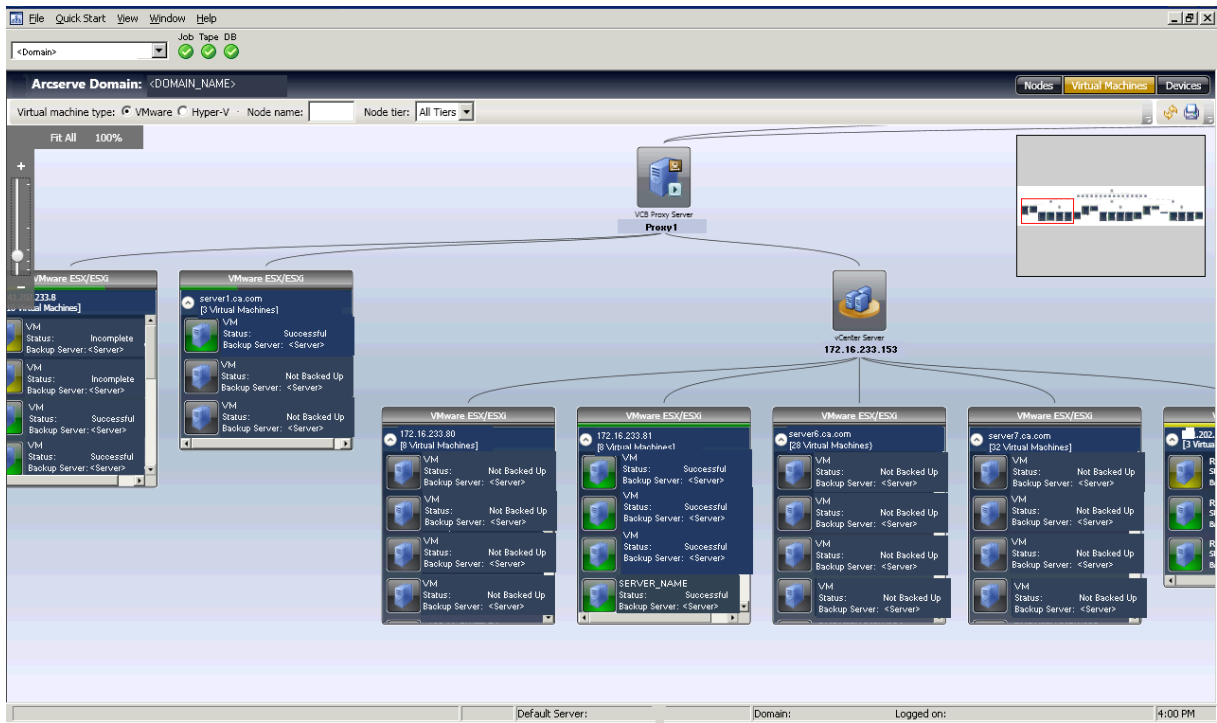 File Quick Start View Window Help
Job Tape DB
<Domain>
Arcserve Domain: <DOMAIN_NAME>
Nodes Virtual Machines Devices
Virtual machine type: VMware Hyper-V Node name: Node tier: All Tiers
Fit All 100%
VCB Proxy Server
Proxy1
VMware ESX/ESXi
233.8
Virtual Machines]
VM
Status: Incomplete
Backup Server: <Server>
VM
Status: Incomplete
Backup Server: <Server>
VM
Status: Successful
Backup Server: <Server>
VM
Status: Successful
Backup Server: <Server>
VMware ESX/ESXi
server1.ca.com
[3 Virtual Machines]
VM
Status: Successful
Backup Server: <Server>
VM
Status: Not Backed Up
Backup Server: <Server>
VM
Status: Not Backed Up
Backup Server: <Server>
vCenter Server
172.16.233.153
VMware ESX/ESXi
172.16.233.80
[8 Virtual Machines]
VM
Status: Not Backed Up
Backup Server: <Server>
VM
Status: Not Backed Up
Backup Server: <Server>
VM
Status: Not Backed Up
Backup Server: <Server>
VM
Status: Not Backed Up
Backup Server: <Server>
VMware ESX/ESXi
172.16.233.81
[8 Virtual Machines]
VM
Status: Successful
Backup Server: <Server>
VM
Status: Successful
Backup Server: <Server>
VM
Status: Successful
Backup Server: <Server>
SERVER_NAME
Status: Successful
Backup Server: <Server>
VMware ESX/ESXi
server6.ca.com
[28 Virtual Machines)
VM
Status: Not Backed Up
Backup Server: <Server>
VM
Status: Not Backed Up
Backup Server: <Server>
VM
Status: Not Backed Up
Backup Server: <Server>
VM
Status: Not Backed Up
Backup Server: <Server>
VMware ESX/ESXi
server7.ca.com
[32 Virtual Machines]
VM
Status: Not Backed Up
Backup Server: <Server>
VM
Status: Not Backed Up
Backup Server: <Server>
VM
Status: Not Backed Up
Backup Server: <Server>
VM
Status: Not Backed Up
Backup Server: <Server>
.202.
[3 Virtua
Default Server: Domain: Logged on: 4:00 PM